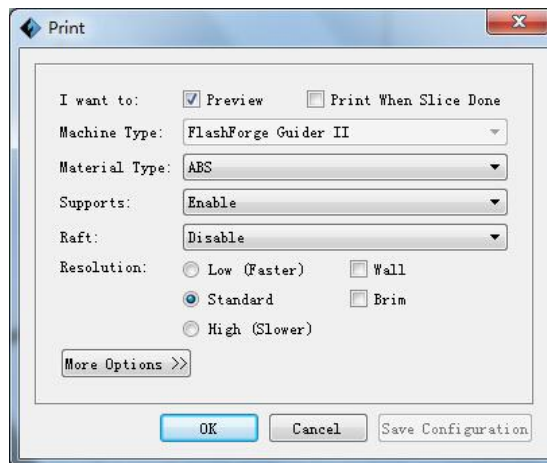 Print
I want to: Preview Print When Slice Done
Machine Type: FlashForge Guider II
Material Type: ABS
Supports: Enable
Raft: Disable
Resolution: Low (Faster) Wall
Standard Brim
High (Slower)
More Options >>
OK Cancel Save Configuration